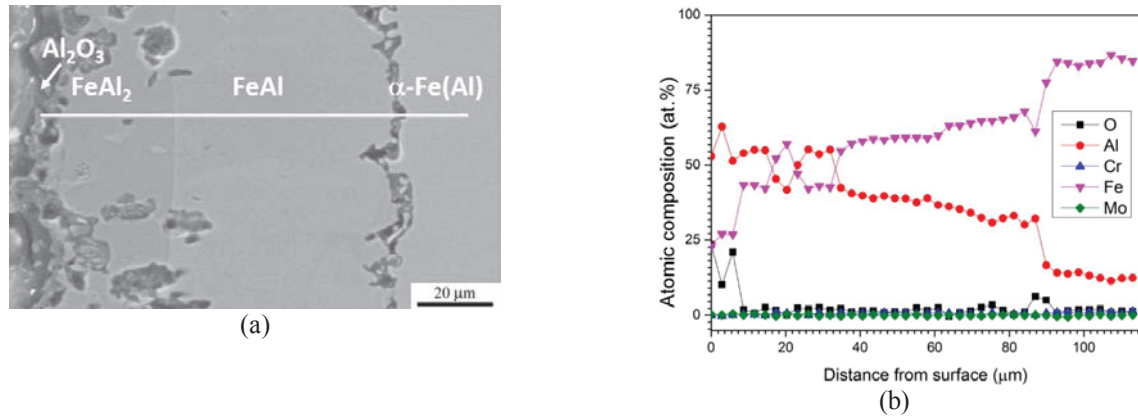 Al₂O₃
FeAl₂ FeAl α-Fe(Al)
20 μm
(a)
Atomic composition (at.%)
100
75
50
25
0
O
Al
Cr
Fe
Mo
0 20 40 60 80 100
Distance from surface (μm)
(b)